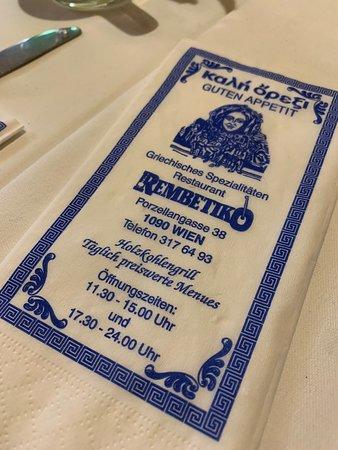 καλή όρεξι
GUTEN APPETIT
Griechisches Spezialitäten
Restaurant
REMBETIKO
Porzellangasse 38
1090 WIEN
Telefon 317 64 93
Holzkohlengrill
Täglich preiswerte Menues
Öffnungszeiten:
11.30 - 15.00 Uhr
und
17.30 - 24.00 Uhr